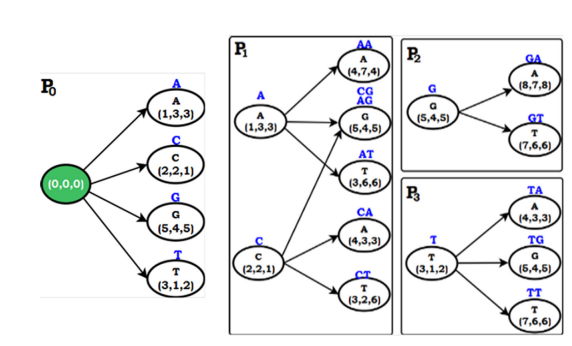 P0
(0,0,0)
A
A
(1,3,3)
C
C
(2,2,1)
G
G
(5,4,5)
T
T
(3,1,2)
P1
A
A
(1,3,3)
C
C
(2,2,1)
AA
A
(4,7,4)
CG
AG
G
(5,4,5)
AT
T
(3,6,6)
CA
A
(4,3,3)
CT
T
(3,2,6)
P2
G
G
(5,4,5)
GA
A
(8,7,8)
GT
T
(7,6,6)
P3
T
T
(3,1,2)
TA
A
(4,3,3)
TG
G
(5,4,5)
TT
T
(7,6,6)